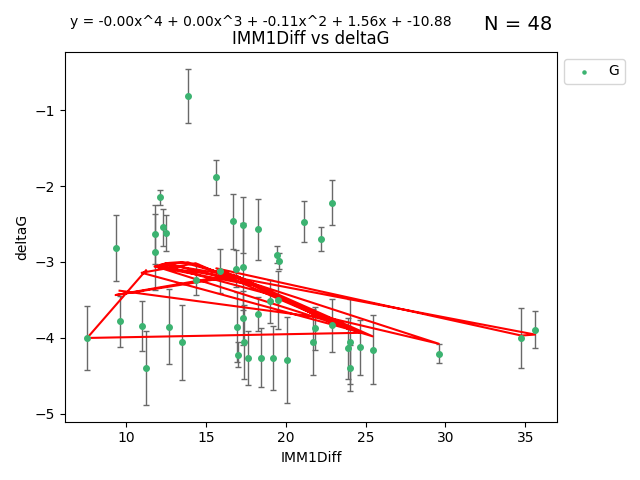 y = -0.00x^4 + 0.00x^3 + -0.11x^2 + 1.56x + -10.88
N = 48
IMM1Diff vs deltaG
G
−1
−2
−3
−4
−5
deltaG
10 15 20 25 30 35
IMM1Diff